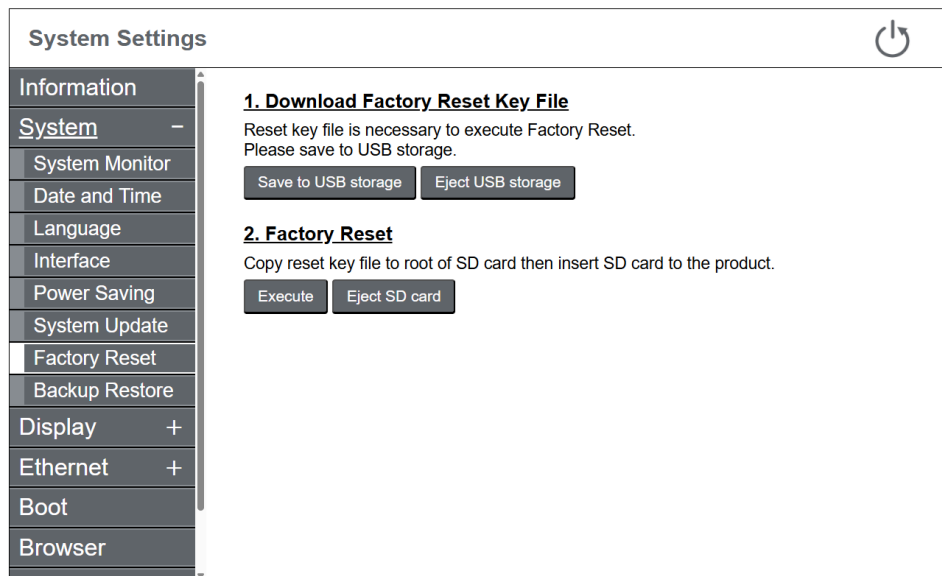 System Settings
Information
System −
System Monitor
Date and Time
Language
Interface
Power Saving
System Update
Factory Reset
Backup Restore
Display +
Ethernet +
Boot
Browser
1. Download Factory Reset Key File
Reset key file is necessary to execute Factory Reset.
Please save to USB storage.
Save to USB storage Eject USB storage
2. Factory Reset
Copy reset key file to root of SD card then insert SD card to the product.
Execute Eject SD card